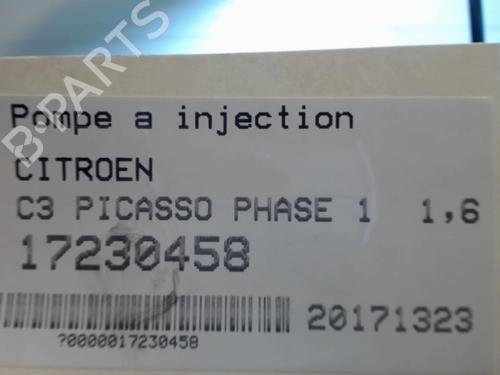 Pompe a injection
CITROEN
C3 PICASSO PHASE 1 1,6
17230458
20171323
?0000017230458
B-PARTS